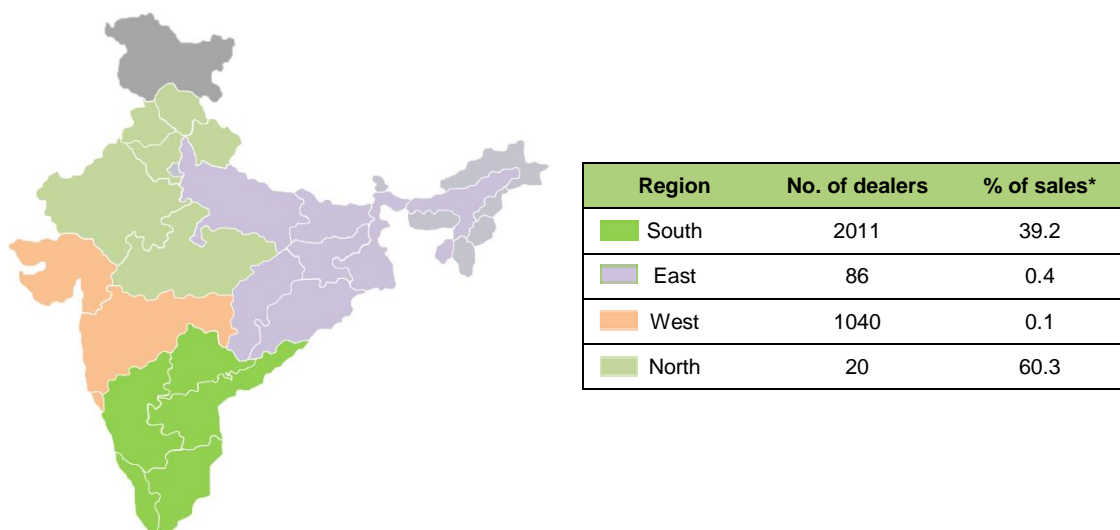 Region No. of dealers % of sales*
South 2011 39.2
East 86 0.4
West 1040 0.1
North 20 60.3